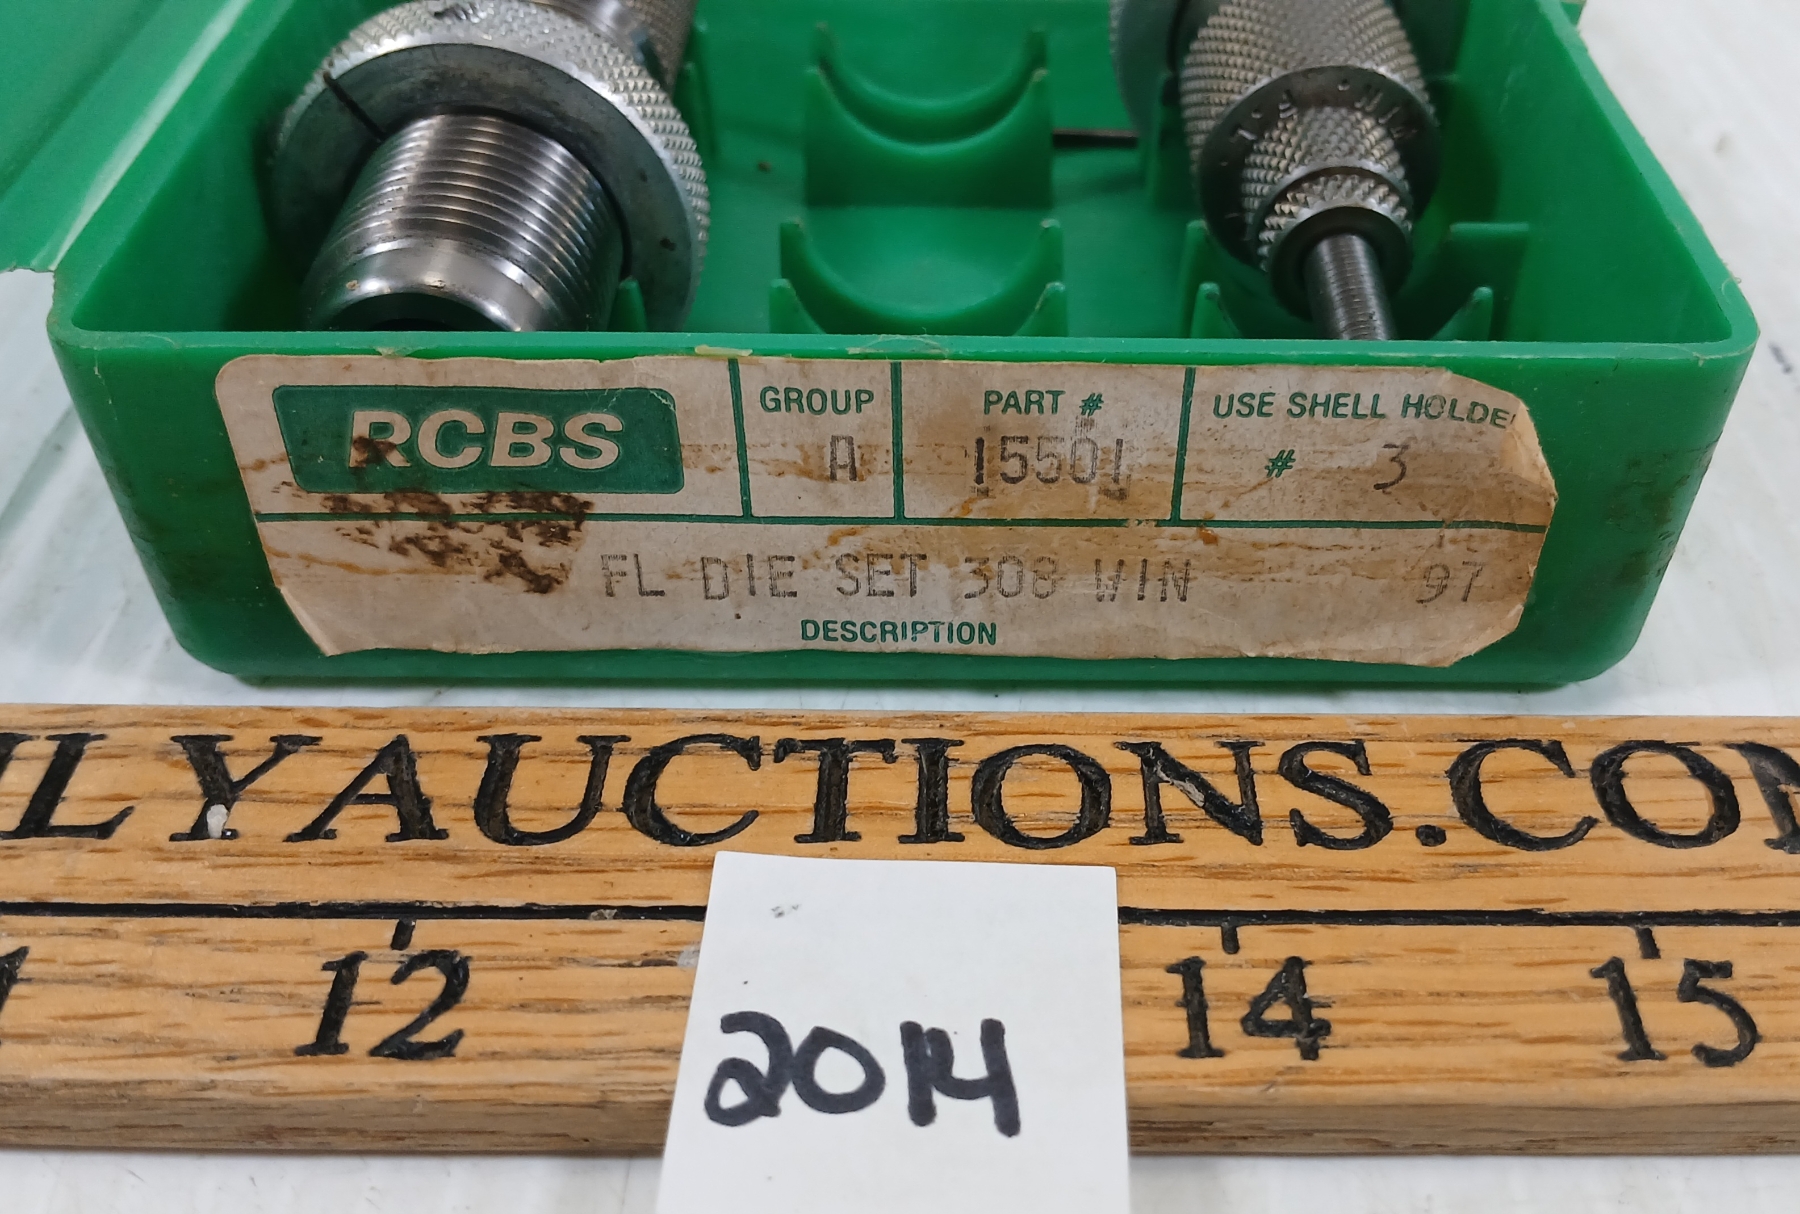 WIN.
RCBS
GROUP
A
PART #
15501
USE SHELL HOLDE
# 3
FL DIE SET 308 WIN 97
DESCRIPTION
LYAUCTIONS.CO
12 14 15
2014